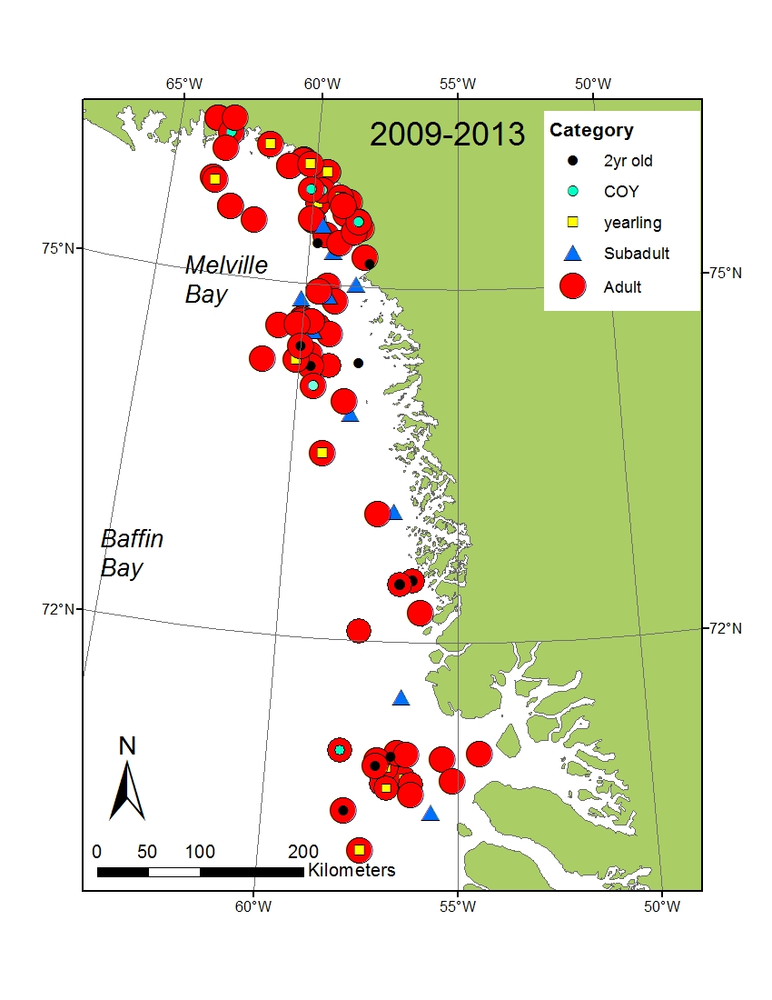 65°W 60°W 55°W 50°W
2009-2013
Category
2yr old
COY
yearling
Subadult
Adult
75°N
75°N
Melville
Bay
Baffin
Bay
72°N
72°N
N
0 50 100 200
Kilometers
60°W 55°W 50°W